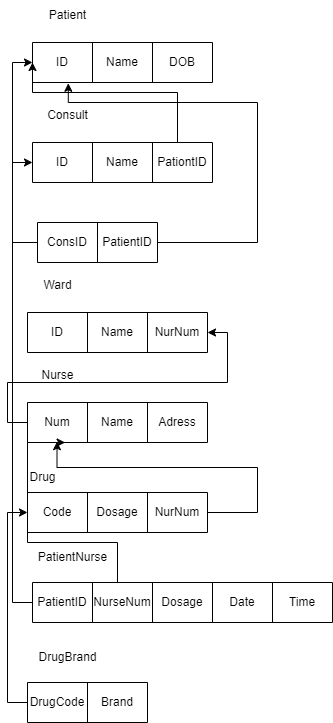 Patient
ID Name DOB
Consult
ID Name PationtID
ConsID PatientID
Ward
ID Name NurNum
Nurse
Num Name Adress
Drug
Code Dosage NurNum
PatientNurse
PatientID NurseNum Dosage Date Time
DrugBrand
DrugCode Brand